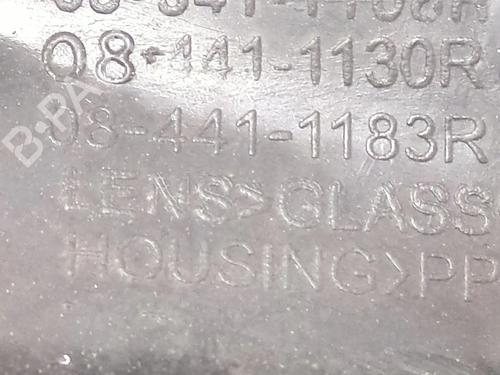 08-441-1130R
08-441-1183R
LENS>GLASS
HOUSING>PP
B-PA